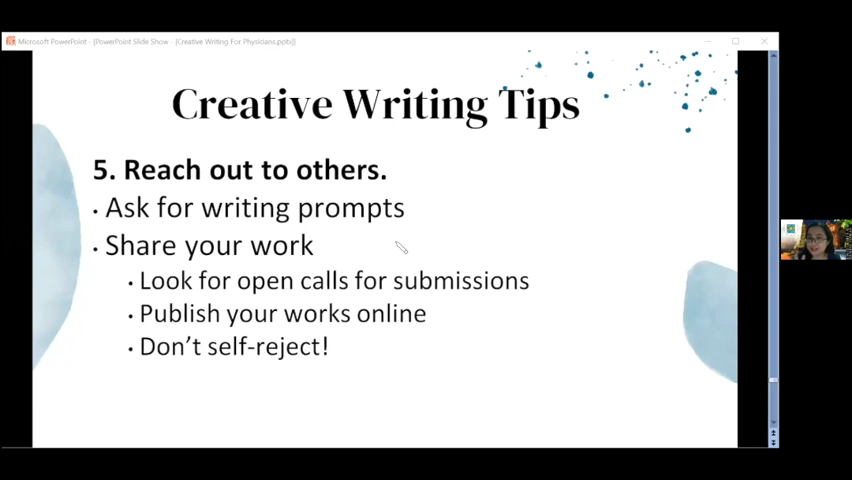 Microsoft PowerPoint - [PowerPoint Slide Show - [Creative Writing For Physicians.pptx]]
Creative Writing Tips
5. Reach out to others.
• Ask for writing prompts
• Share your work
• Look for open calls for submissions
• Publish your works online
• Don’t self-reject!